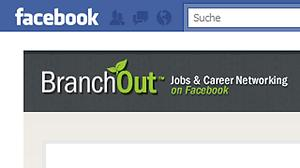 facebook
Suche
BranchOut™ Jobs & Career Networking
on Facebook